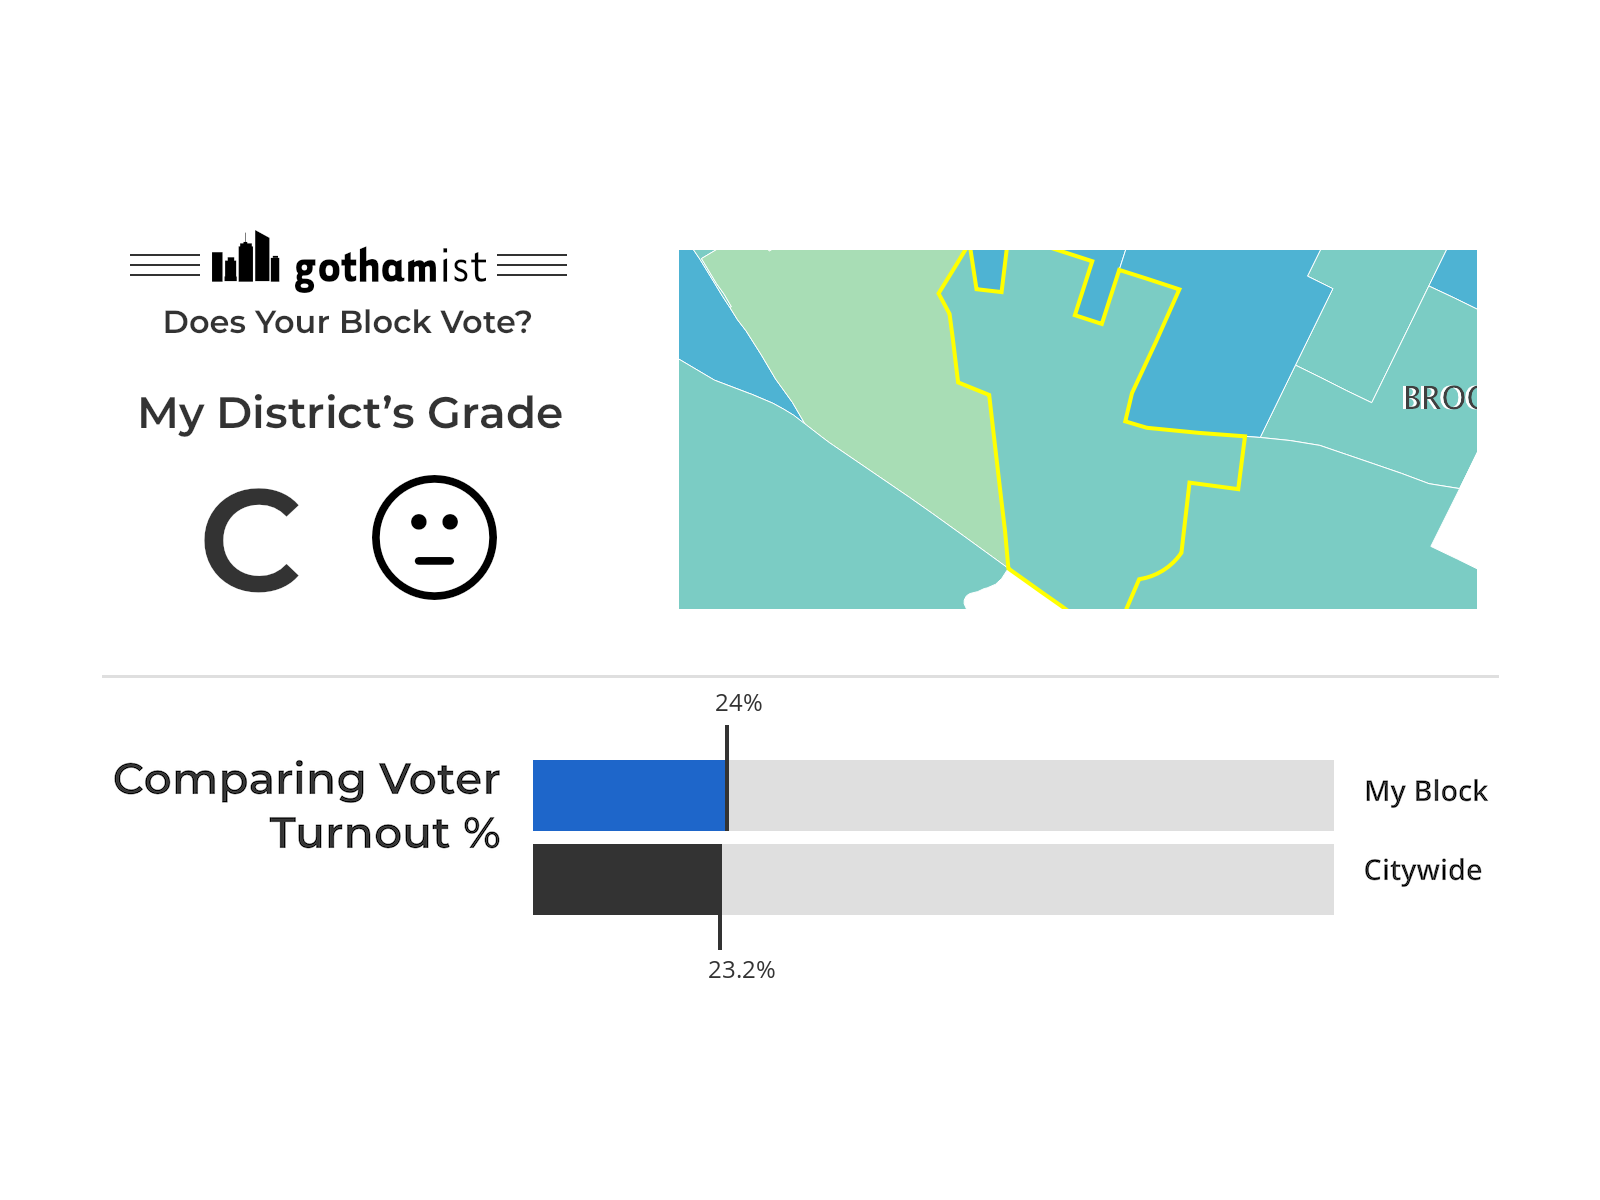 gothamist
Does Your Block Vote?
My District’s Grade
C
BROO
24%
Comparing Voter
Turnout %
My Block
Citywide
23.2%